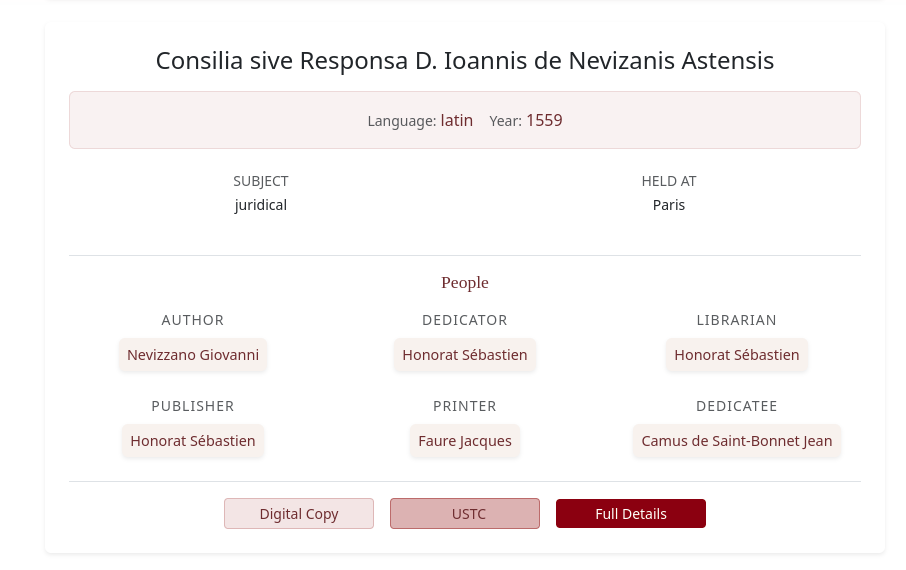 Consilia sive Responsa D. Ioannis de Nevizanis Astensis
Language: latin Year: 1559
SUBJECT HELD AT
juridical Paris
People
AUTHOR DEDICATOR LIBRARIAN
Nevizzano Giovanni Honorat Sébastien Honorat Sébastien
PUBLISHER PRINTER DEDICATEE
Honorat Sébastien Faure Jacques Camus de Saint-Bonnet Jean
Digital Copy USTC Full Details